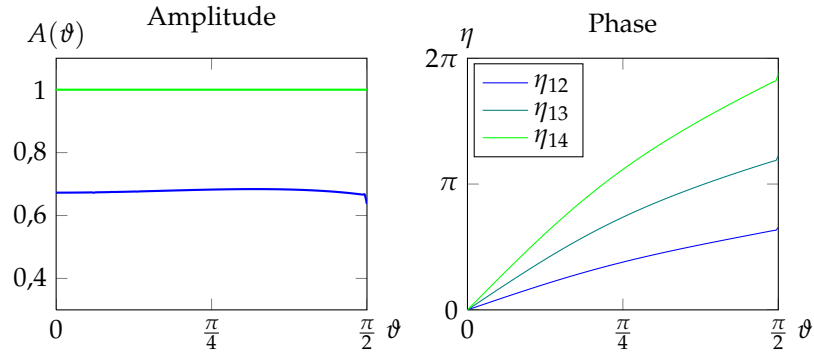 Amplitude
A(ϑ)
1
0,8
0,6
0,4
0
π/4
π/2
ϑ
Phase
η
2π
π
0
η₁₂
η₁₃
η₁₄
0
π/4
π/2
ϑ